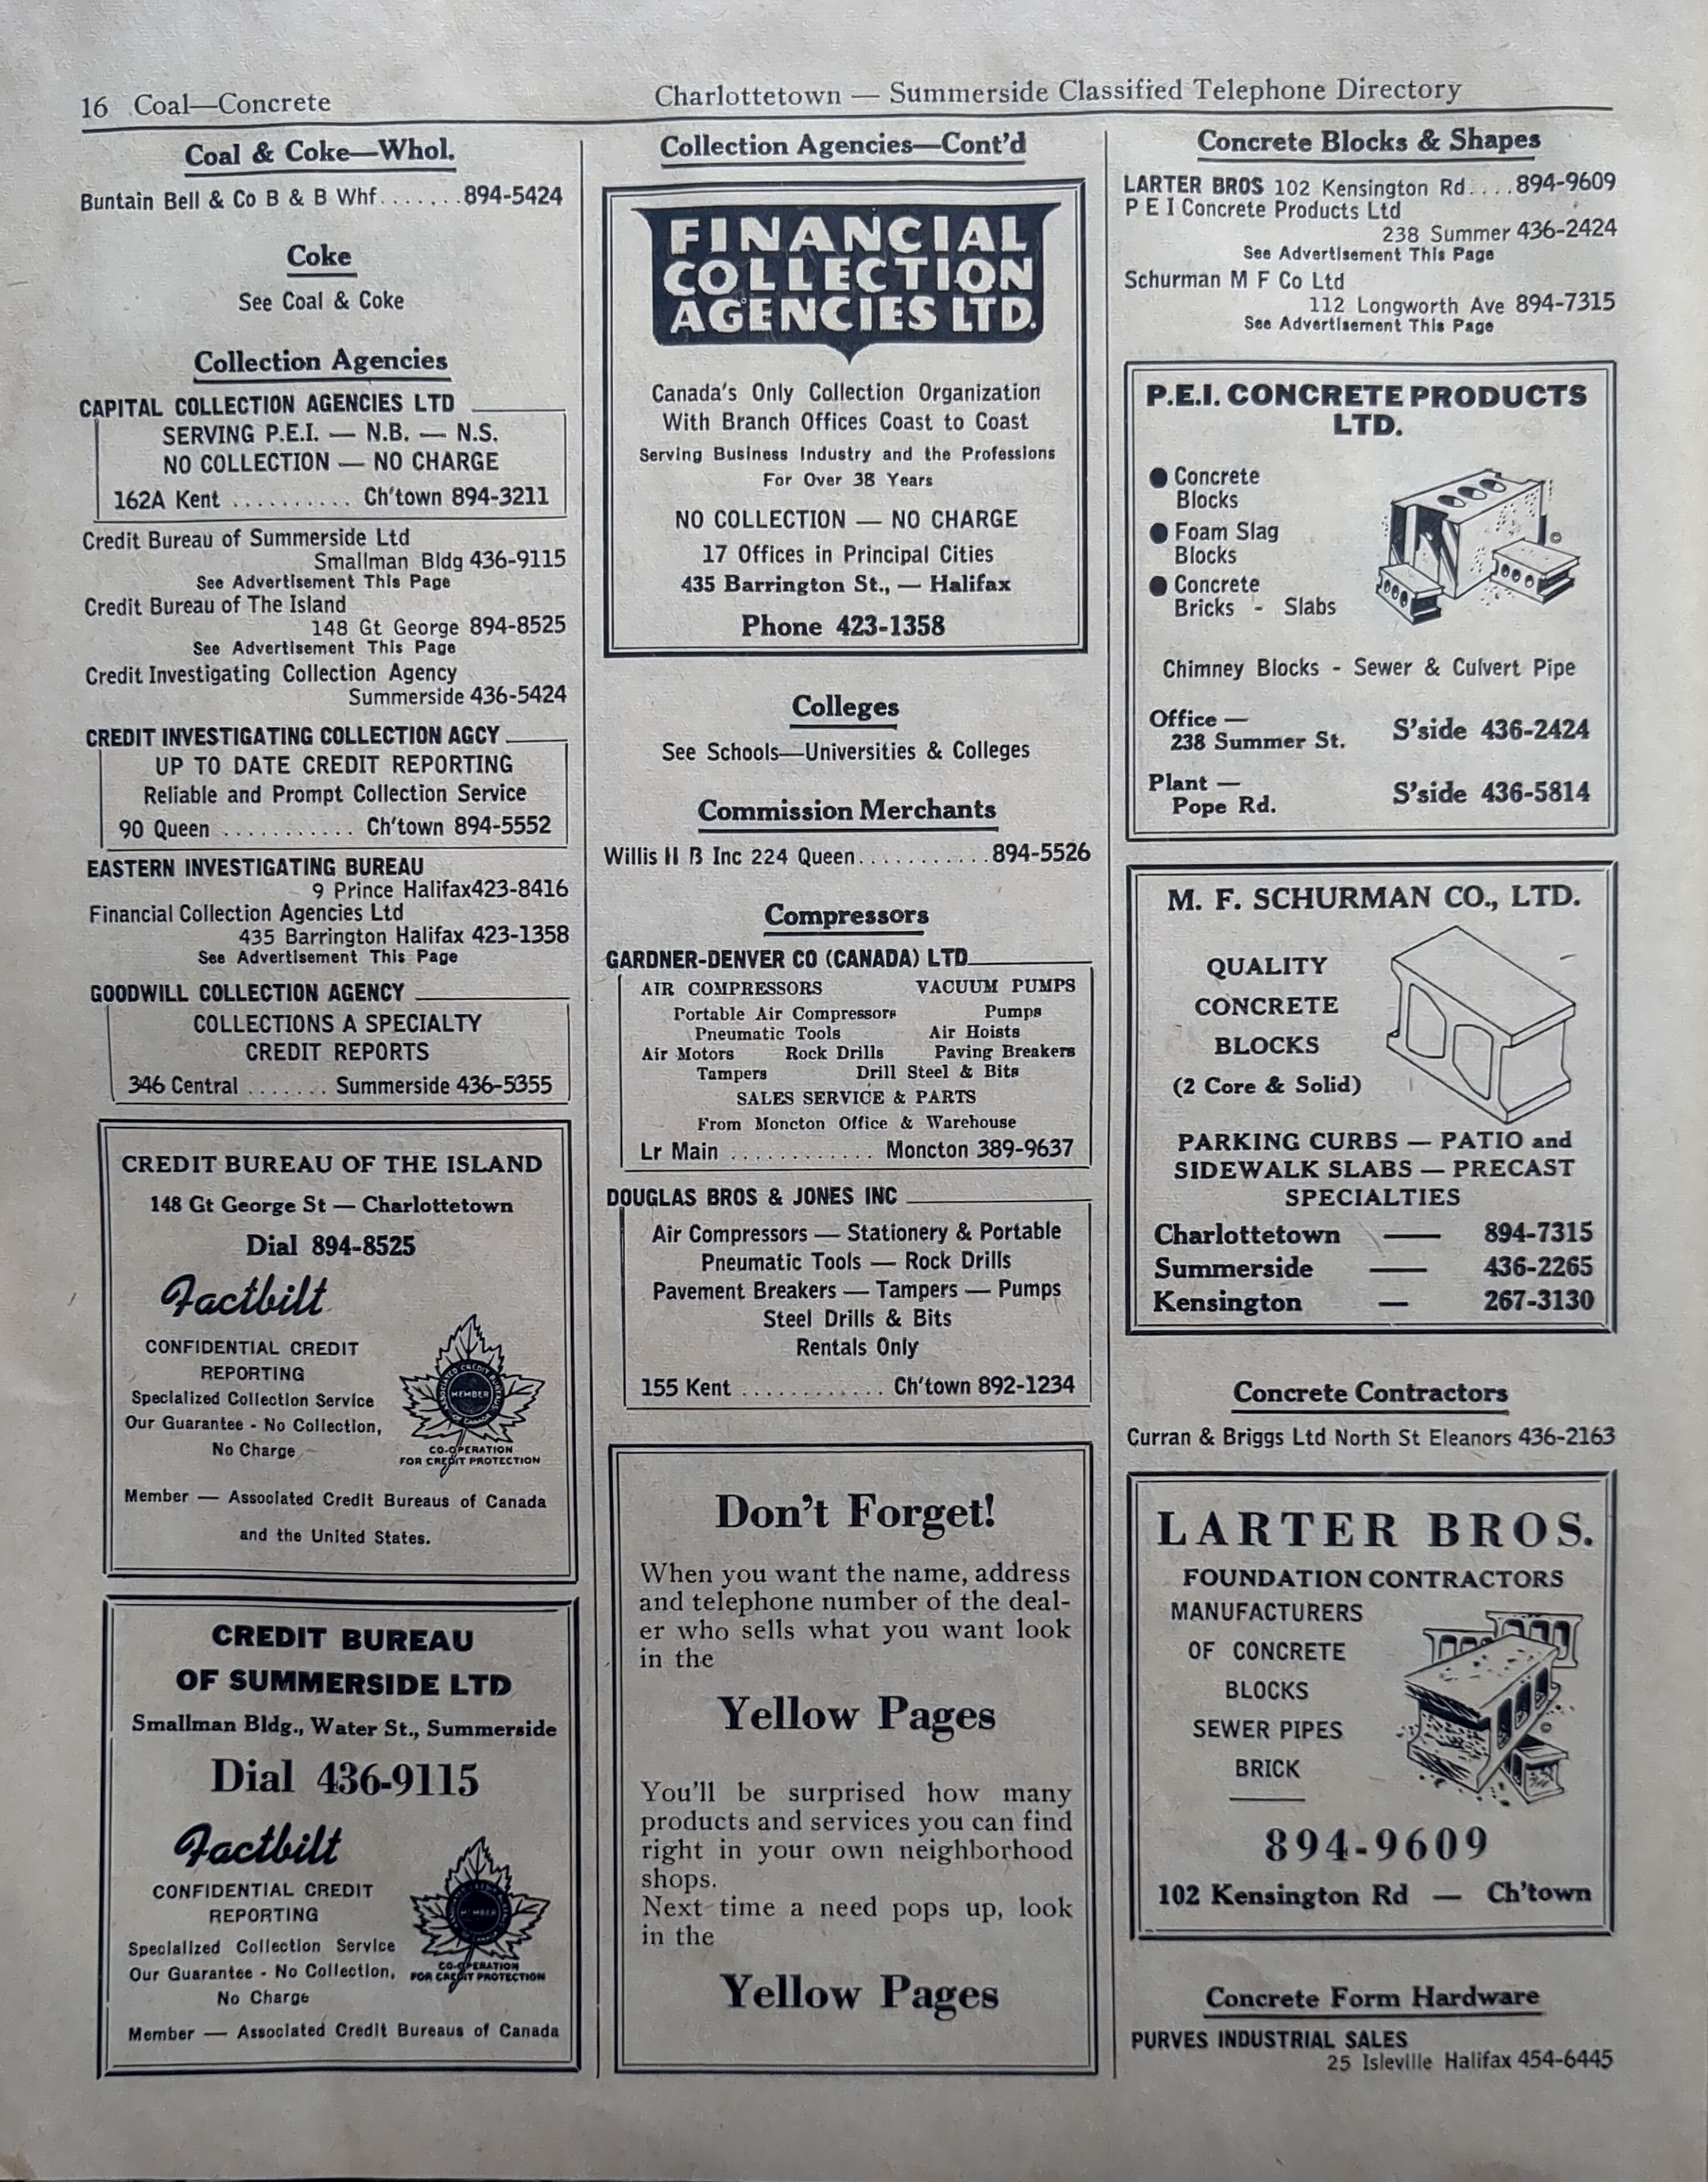 16 Coal—Concrete
Charlottetown — Summerside Classified Telephone Directory
Coal & Coke—Whol.
Buntain Bell & Co B & B Whf.......894-5424
Coke
See Coal & Coke
Collection Agencies
CAPITAL COLLECTION AGENCIES LTD
SERVING P.E.I. — N.B. — N.S.
NO COLLECTION — NO CHARGE
162A Kent .......... Ch'town 894-3211
Credit Bureau of Summerside Ltd
Smallman Bldg 436-9115
See Advertisement This Page
Credit Bureau of The Island
148 Gt George 894-8525
See Advertisement This Page
Credit Investigating Collection Agency
Summerside 436-5424
CREDIT INVESTIGATING COLLECTION AGCY
UP TO DATE CREDIT REPORTING
Reliable and Prompt Collection Service
90 Queen ........... Ch'town 894-5552
EASTERN INVESTIGATING BUREAU
9 Prince Halifax423-8416
Financial Collection Agencies Ltd
435 Barrington Halifax 423-1358
See Advertisement This Page
GOODWILL COLLECTION AGENCY
COLLECTIONS A SPECIALTY
CREDIT REPORTS
346 Central ....... Summerside 436-5355
CREDIT BUREAU OF THE ISLAND
148 Gt George St — Charlottetown
Dial 894-8525
Factbilt
CONFIDENTIAL CREDIT
REPORTING
Specialized Collection Service
Our Guarantee - No Collection,
No Charge
ASSOCIATED CREDIT BUREAUS
MEMBER
OF CANADA
CO-OPERATION
FOR CREDIT PROTECTION
Member — Associated Credit Bureaus of Canada
and the United States.
CREDIT BUREAU
OF SUMMERSIDE LTD
Smallman Bldg., Water St., Summerside
Dial 436-9115
Factbilt
CONFIDENTIAL CREDIT
REPORTING
Specialized Collection Service
Our Guarantee - No Collection,
No Charge
MEMBER
CO-OPERATION
FOR CREDIT PROTECTION
Member — Associated Credit Bureaus of Canada
Collection Agencies—Cont'd
FINANCIAL
COLLECTION
AGENCIES LTD.
Canada's Only Collection Organization
With Branch Offices Coast to Coast
Serving Business Industry and the Professions
For Over 38 Years
NO COLLECTION — NO CHARGE
17 Offices in Principal Cities
435 Barrington St., — Halifax
Phone 423-1358
Colleges
See Schools—Universities & Colleges
Commission Merchants
Willis H B Inc 224 Queen...........894-5526
Compressors
GARDNER-DENVER CO (CANADA) LTD
AIR COMPRESSORS VACUUM PUMPS
Portable Air Compressors Pumps
Pneumatic Tools Air Hoists
Air Motors Rock Drills Paving Breakers
Tampers Drill Steel & Bits
SALES SERVICE & PARTS
From Moncton Office & Warehouse
Lr Main ............ Moncton 389-9637
DOUGLAS BROS & JONES INC
Air Compressors — Stationery & Portable
Pneumatic Tools — Rock Drills
Pavement Breakers — Tampers — Pumps
Steel Drills & Bits
Rentals Only
155 Kent ............ Ch'town 892-1234
Don't Forget!
When you want the name, address
and telephone number of the deal-
er who sells what you want look
in the
Yellow Pages
You'll be surprised how many
products and services you can find
right in your own neighborhood
shops.
Next time a need pops up, look
in the
Yellow Pages
Concrete Blocks & Shapes
LARTER BROS 102 Kensington Rd....894-9609
P E I Concrete Products Ltd
238 Summer 436-2424
See Advertisement This Page
Schurman M F Co Ltd
112 Longworth Ave 894-7315
See Advertisement This Page
P.E.I. CONCRETE PRODUCTS
LTD.
● Concrete
Blocks
● Foam Slag
Blocks
● Concrete
Bricks - Slabs
©
Chimney Blocks - Sewer & Culvert Pipe
Office —
238 Summer St. S'side 436-2424
Plant —
Pope Rd. S'side 436-5814
M. F. SCHURMAN CO., LTD.
QUALITY
CONCRETE
BLOCKS
(2 Core & Solid)
PARKING CURBS — PATIO and
SIDEWALK SLABS — PRECAST
SPECIALTIES
Charlottetown — 894-7315
Summerside — 436-2265
Kensington — 267-3130
Concrete Contractors
Curran & Briggs Ltd North St Eleanors 436-2163
LARTER BROS.
FOUNDATION CONTRACTORS
MANUFACTURERS
OF CONCRETE
BLOCKS
SEWER PIPES
BRICK
©
894-9609
102 Kensington Rd — Ch'town
Concrete Form Hardware
PURVES INDUSTRIAL SALES
25 Isleville Halifax 454-6445